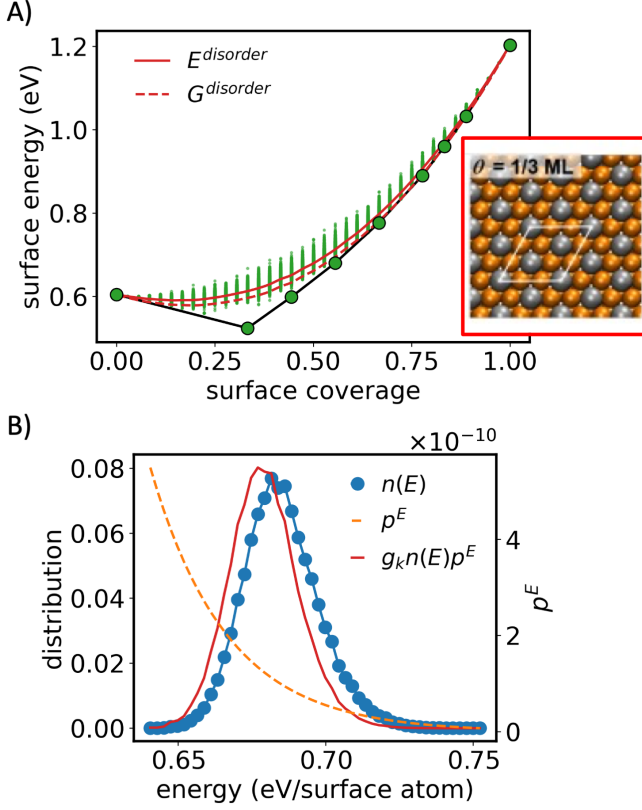 A)
E^disorder
G^disorder
surface energy (eV)
1.2
1.0
0.8
0.6
0.00 0.25 0.50 0.75 1.00
surface coverage
θ = 1/3 ML
B)
×10⁻¹⁰
n(E)
p^E
g_k n(E)p^E
distribution
0.08
0.06
0.04
0.02
0.00
4
2
0
p^E
0.65 0.70 0.75
energy (eV/surface atom)